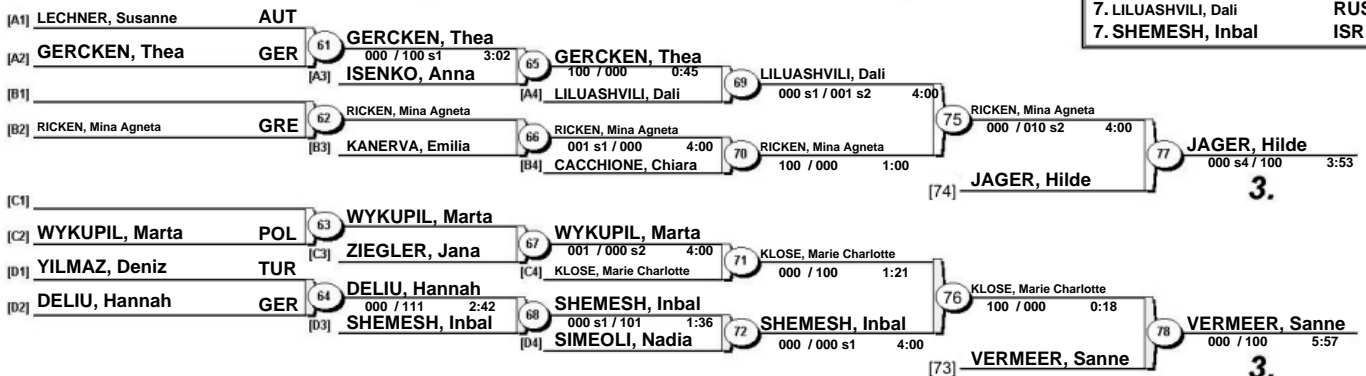 7. LILUASHVILI, Dali RUS
7. SHEMESH, Inbal ISR
[A1] LECHNER, Susanne AUT
[A2] GERCKEN, Thea GER
61 GERCKEN, Thea
000 / 100 s1 3:02
[A3] ISENKO, Anna
65 GERCKEN, Thea
100 / 000 0:45
[A4] LILUASHVILI, Dali
69 LILUASHVILI, Dali
000 s1 / 001 s2 4:00
[B1]
[B2] RICKEN, Mina Agneta GRE
62 RICKEN, Mina Agneta
[B3] KANERVA, Emilia
66 RICKEN, Mina Agneta
001 s1 / 000 4:00
[B4] CACCHIONE, Chiara
70 RICKEN, Mina Agneta
100 / 000 1:00
75 RICKEN, Mina Agneta
000 / 010 s2 4:00
[74] JAGER, Hilde
77 JAGER, Hilde
000 s4 / 100 3:53
3.
[C1]
[C2] WYKUPIL, Marta POL
63 WYKUPIL, Marta
[C3] ZIEGLER, Jana
67 WYKUPIL, Marta
001 / 000 s2 4:00
[C4] KLOSE, Marie Charlotte
71 KLOSE, Marie Charlotte
000 / 100 1:21
[D1] YILMAZ, Deniz TUR
[D2] DELIU, Hannah GER
64 DELIU, Hannah
000 / 111 2:42
[D3] SHEMESH, Inbal
68 SHEMESH, Inbal
000 s1 / 101 1:36
[D4] SIMEOLI, Nadia
72 SHEMESH, Inbal
000 / 000 s1 4:00
76 KLOSE, Marie Charlotte
100 / 000 0:18
[73] VERMEER, Sanne
78 VERMEER, Sanne
000 / 100 5:57
3.